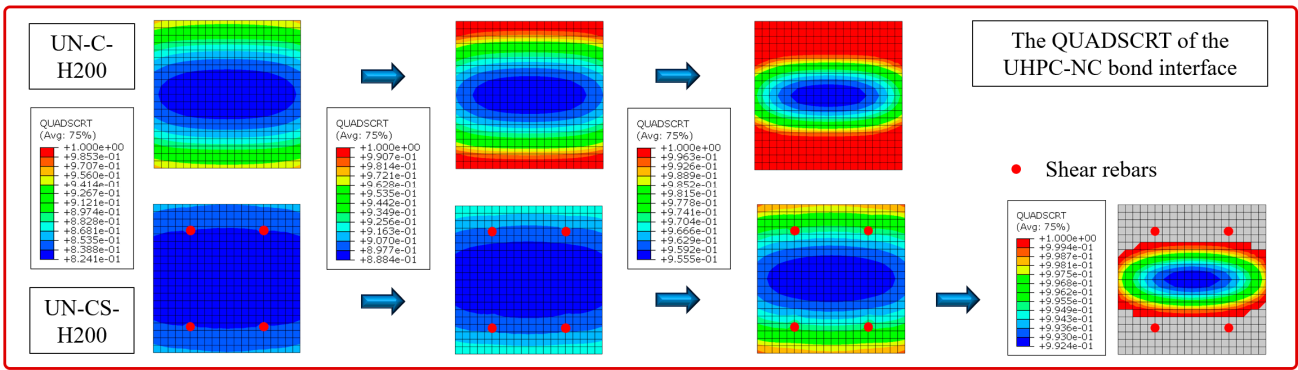 UN-C-
H200
The QUADSCRT of the
UHPC-NC bond interface
QUADSCRT
(Avg: 75%)
+1.000e+00
+9.853e-01
+9.707e-01
+9.560e-01
+9.414e-01
+9.267e-01
+9.121e-01
+8.974e-01
+8.828e-01
+8.681e-01
+8.535e-01
+8.388e-01
+8.241e-01
QUADSCRT
(Avg: 75%)
+1.000e+00
+9.907e-01
+9.814e-01
+9.721e-01
+9.628e-01
+9.535e-01
+9.442e-01
+9.349e-01
+9.256e-01
+9.163e-01
+9.070e-01
+8.977e-01
+8.884e-01
QUADSCRT
(Avg: 75%)
+1.000e+00
+9.963e-01
+9.926e-01
+9.889e-01
+9.852e-01
+9.815e-01
+9.778e-01
+9.741e-01
+9.704e-01
+9.666e-01
+9.629e-01
+9.592e-01
+9.555e-01
Shear rebars
UN-CS-
H200
QUADSCRT
(Avg: 75%)
+1.000e+00
+9.994e-01
+9.987e-01
+9.981e-01
+9.975e-01
+9.968e-01
+9.962e-01
+9.955e-01
+9.949e-01
+9.943e-01
+9.936e-01
+9.930e-01
+9.924e-01